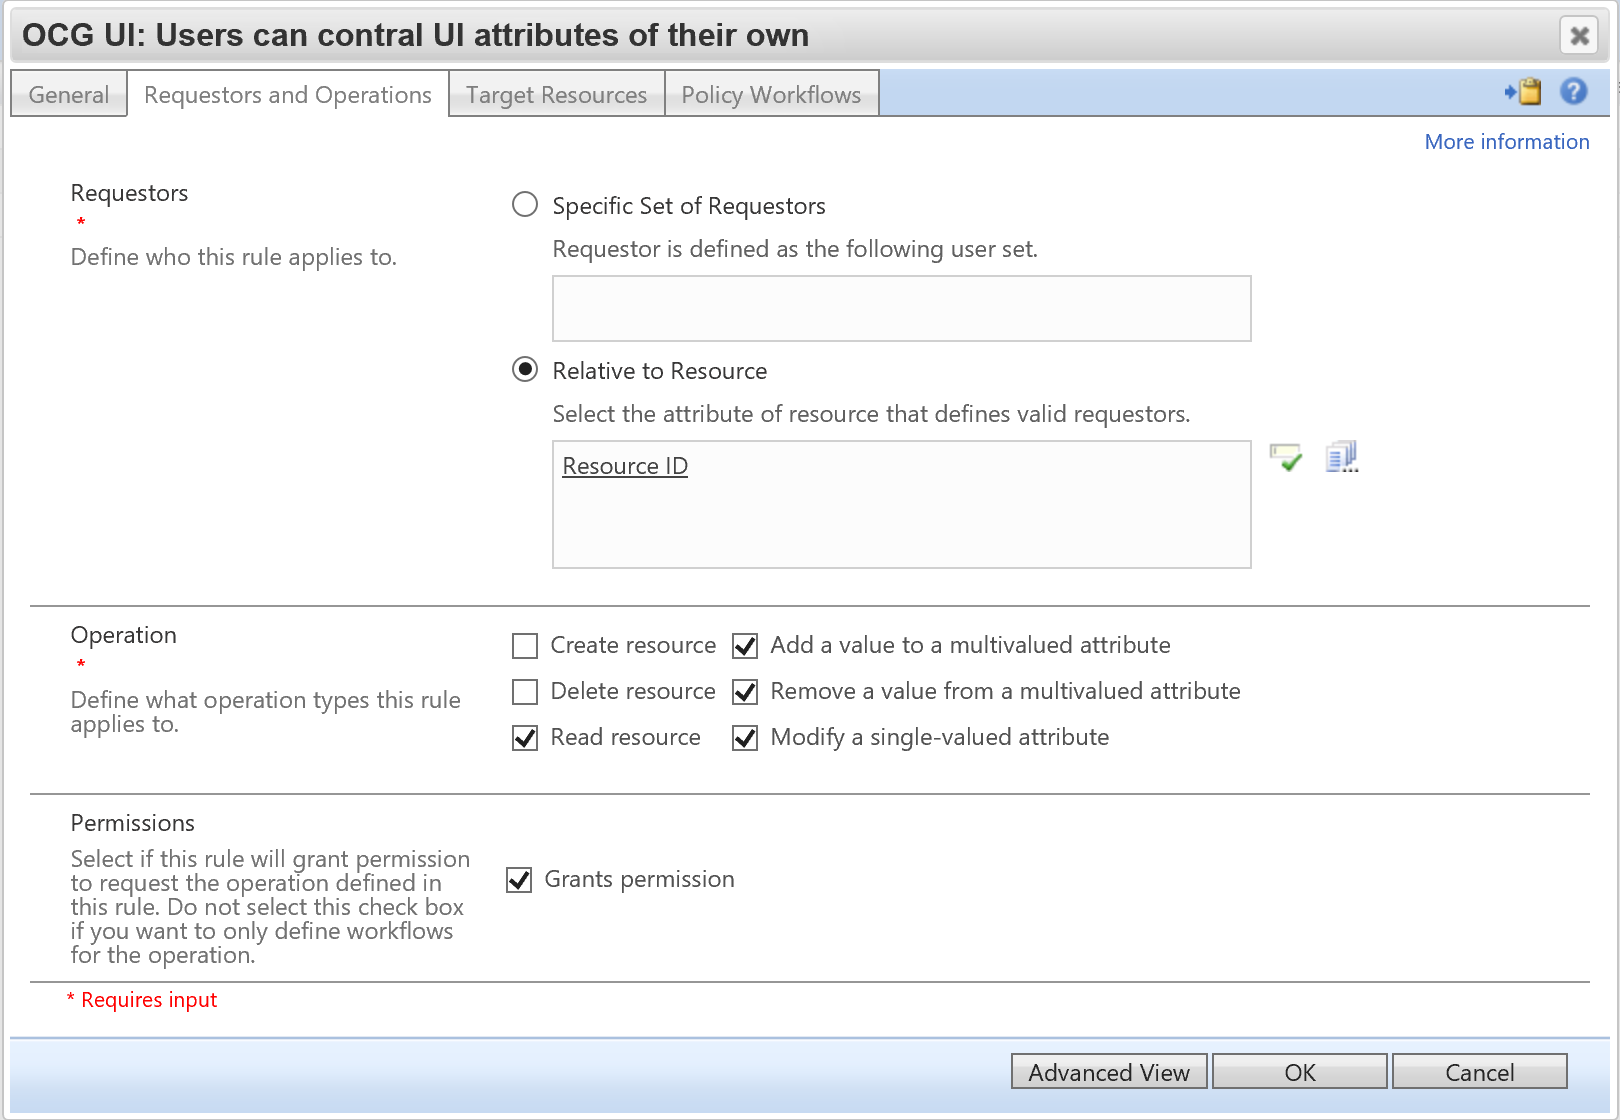 OCG UI: Users can contral UI attributes of their own
General
Requestors and Operations
Target Resources
Policy Workflows
?
More information
Requestors
*
Define who this rule applies to.
Specific Set of Requestors
Requestor is defined as the following user set.
Relative to Resource
Select the attribute of resource that defines valid requestors.
Resource ID
Operation
*
Define what operation types this rule
applies to.
Create resource
Add a value to a multivalued attribute
Delete resource
Remove a value from a multivalued attribute
Read resource
Modify a single-valued attribute
Permissions
Select if this rule will grant permission
to request the operation defined in
this rule. Do not select this check box
if you want to only define workflows
for the operation.
Grants permission
* Requires input
Advanced View
OK
Cancel